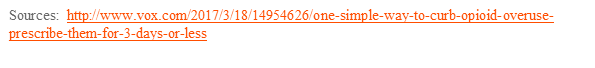 Sources: http://www.vox.com/2017/3/18/14954626/one-simple-way-to-curb-opioid-overuse-
prescribe-them-for-3-days-or-less